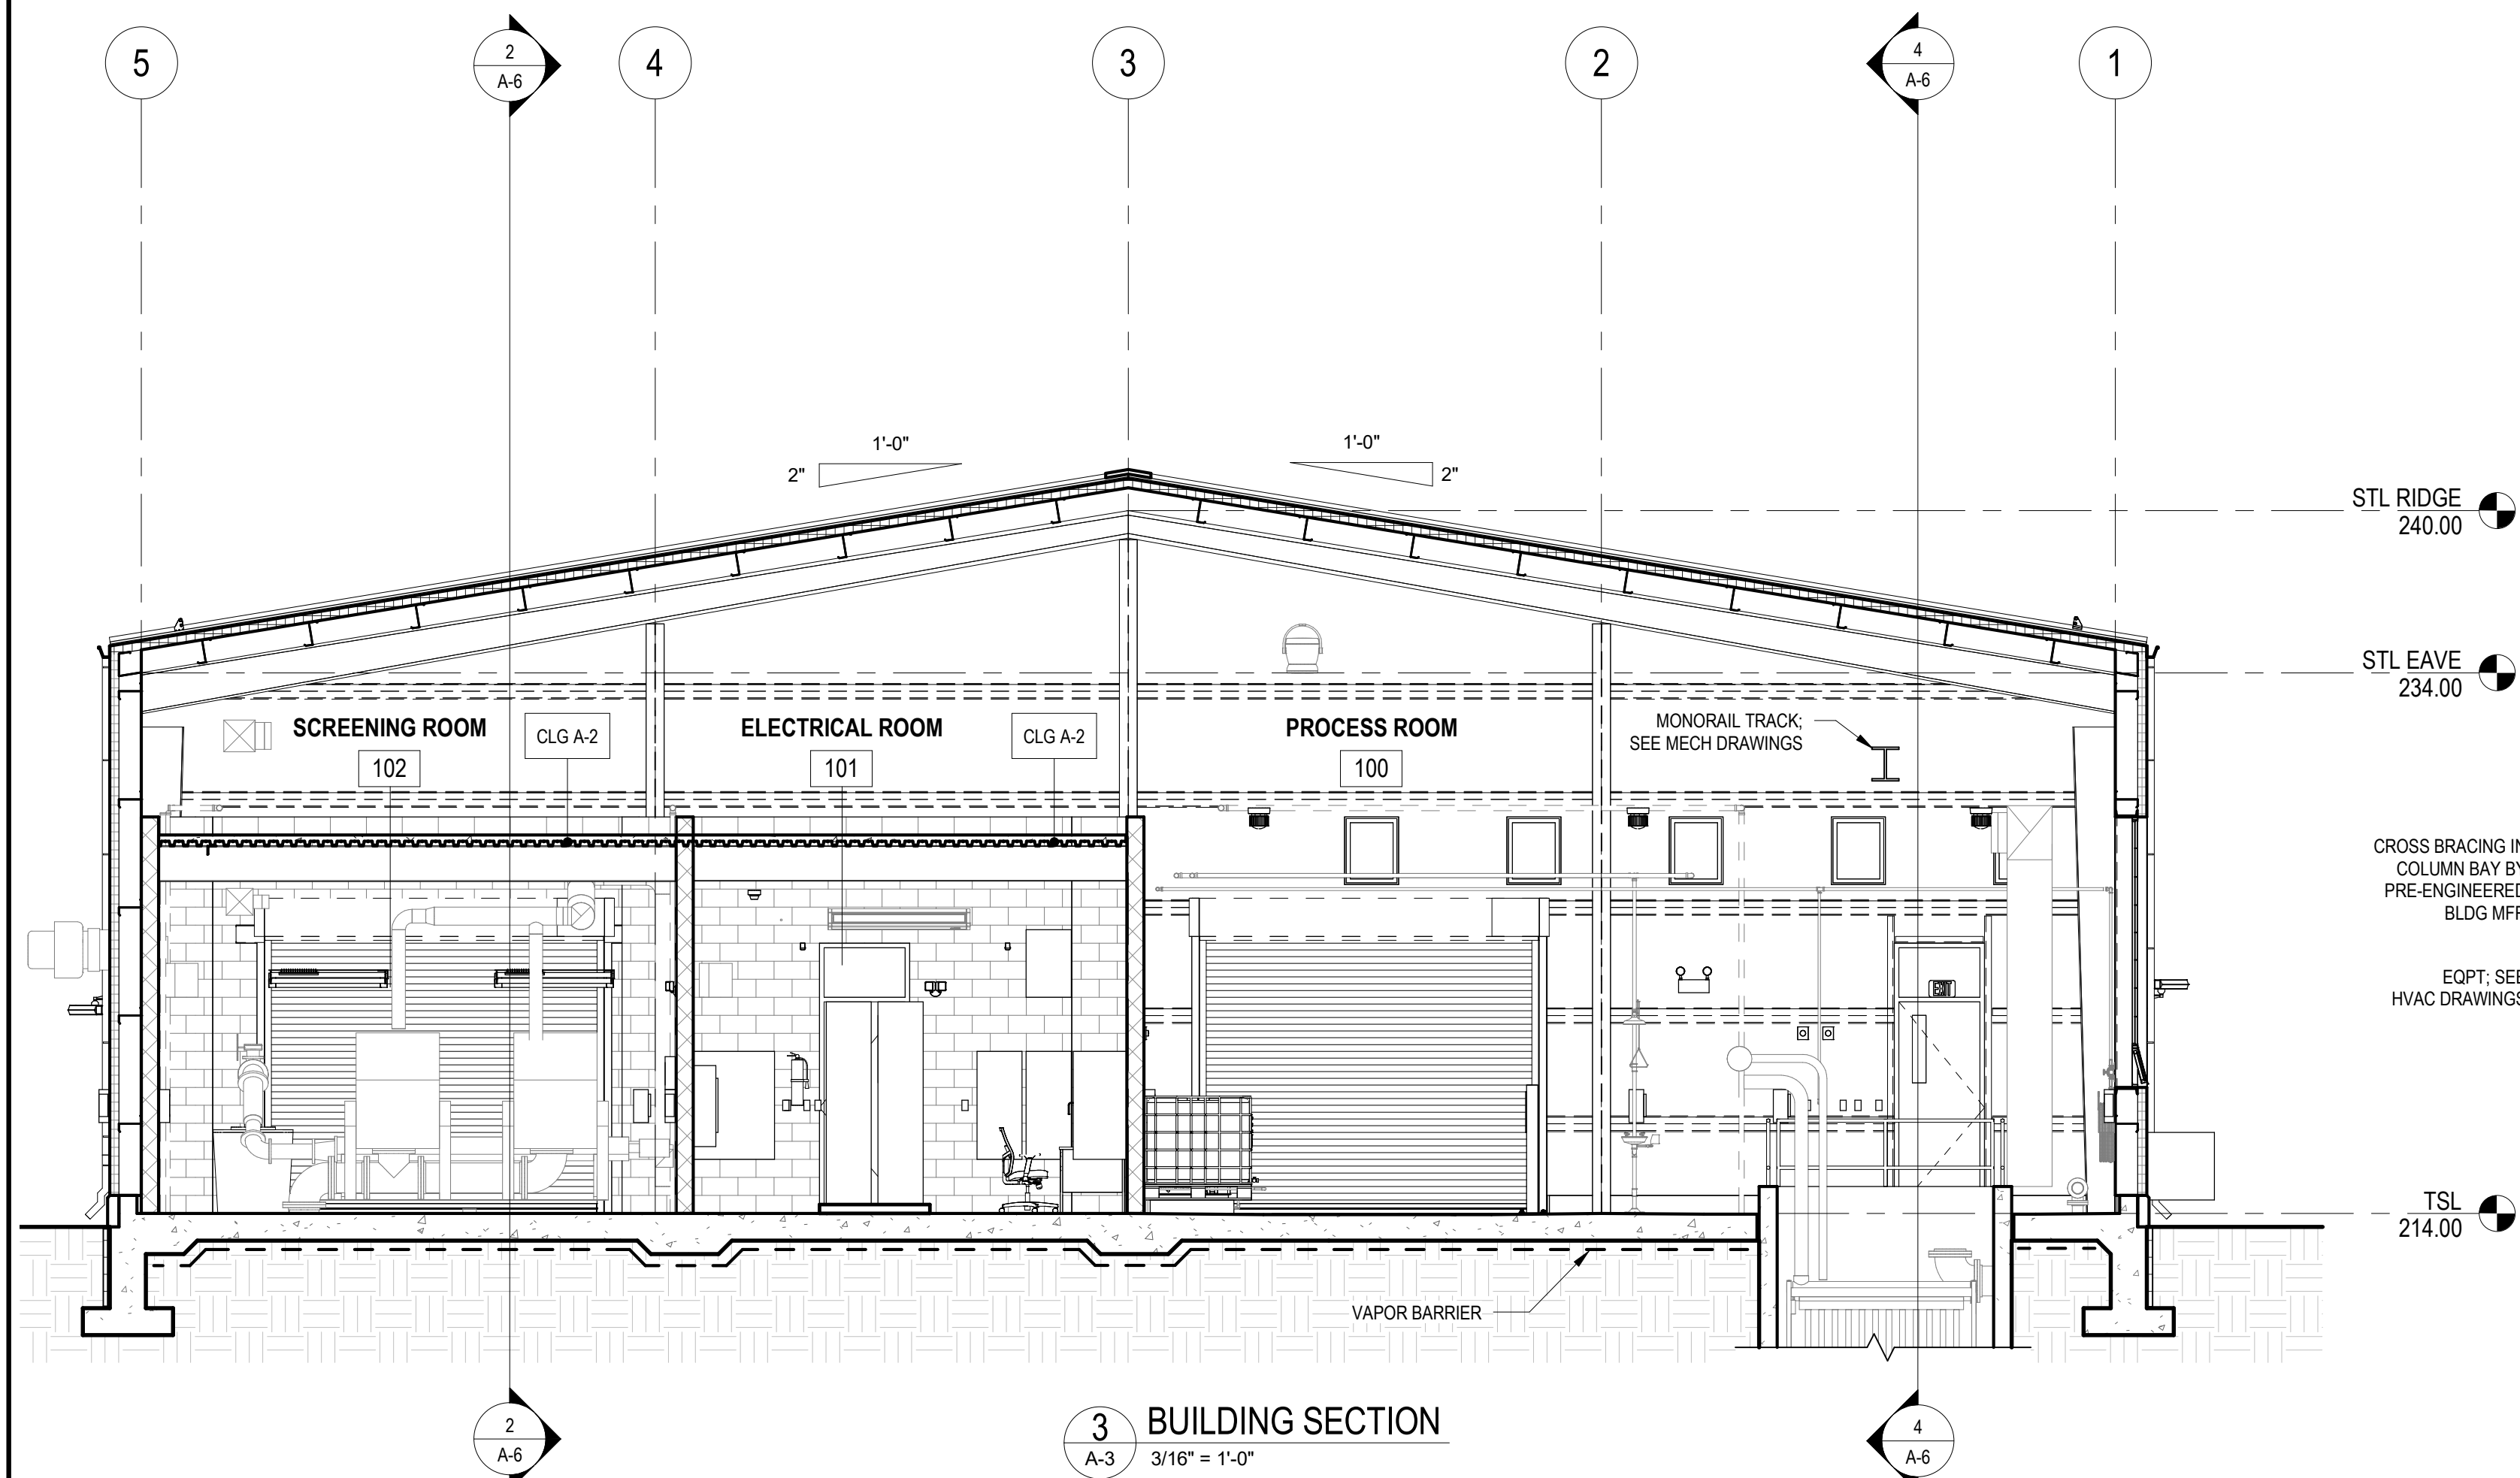 5
2
A-6
4
3
2
4
A-6
1
1'-0"
2"
1'-0"
2"
STL RIDGE
240.00
STL EAVE
234.00
SCREENING ROOM
102
CLG A-2
ELECTRICAL ROOM
101
CLG A-2
PROCESS ROOM
100
MONORAIL TRACK;
SEE MECH DRAWINGS
CROSS BRACING IN
COLUMN BAY BY
PRE-ENGINEERED
BLDG MFR
EQPT; SEE
HVAC DRAWINGS
EXIT
TSL
214.00
VAPOR BARRIER
2
A-6
3
A-3
BUILDING SECTION
3/16" = 1'-0"
4
A-6